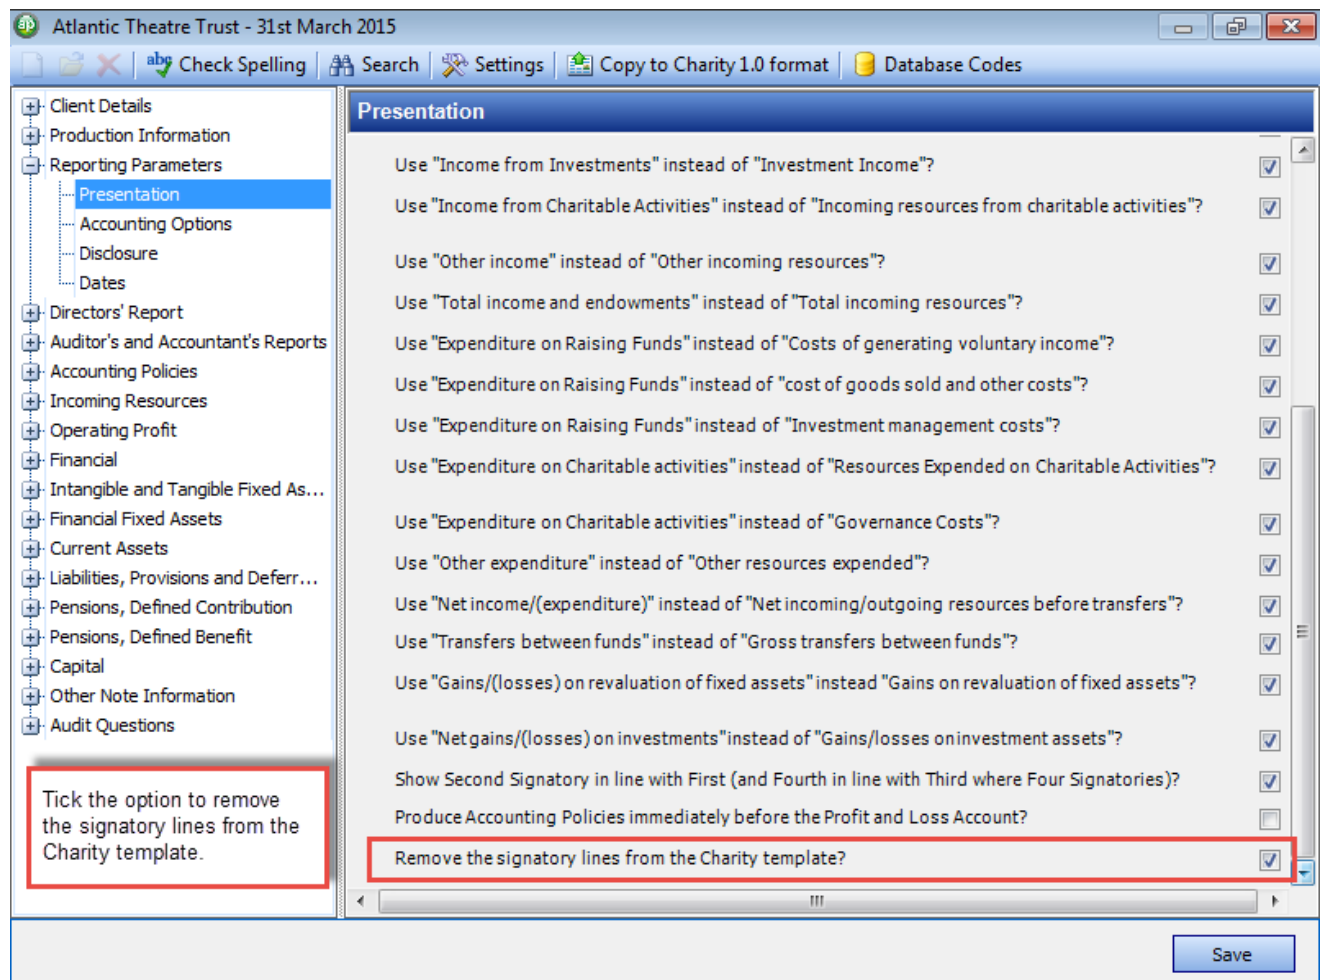 Atlantic Theatre Trust - 31st March 2015
Check Spelling Search Settings Copy to Charity 1.0 format Database Codes
Client Details
Production Information
Reporting Parameters
Presentation
Accounting Options
Disclosure
Dates
Directors' Report
Auditor's and Accountant's Reports
Accounting Policies
Incoming Resources
Operating Profit
Financial
Intangible and Tangible Fixed As...
Financial Fixed Assets
Current Assets
Liabilities, Provisions and Deferr...
Pensions, Defined Contribution
Pensions, Defined Benefit
Capital
Other Note Information
Audit Questions
Tick the option to remove
the signatory lines from the
Charity template.
Presentation
Use "Income from Investments" instead of "Investment Income"?
Use "Income from Charitable Activities" instead of "Incoming resources from charitable activities"?
Use "Other income" instead of "Other incoming resources"?
Use "Total income and endowments" instead of "Total incoming resources"?
Use "Expenditure on Raising Funds" instead of "Costs of generating voluntary income"?
Use "Expenditure on Raising Funds" instead of "cost of goods sold and other costs"?
Use "Expenditure on Raising Funds" instead of "Investment management costs"?
Use "Expenditure on Charitable activities" instead of "Resources Expended on Charitable Activities"?
Use "Expenditure on Charitable activities" instead of "Governance Costs"?
Use "Other expenditure" instead of "Other resources expended"?
Use "Net income/(expenditure)" instead of "Net incoming/outgoing resources before transfers"?
Use "Transfers between funds" instead of "Gross transfers between funds"?
Use "Gains/(losses) on revaluation of fixed assets" instead "Gains on revaluation of fixed assets"?
Use "Net gains/(losses) on investments" instead of "Gains/losses on investment assets"?
Show Second Signatory in line with First (and Fourth in line with Third where Four Signatories)?
Produce Accounting Policies immediately before the Profit and Loss Account?
Remove the signatory lines from the Charity template?
Save